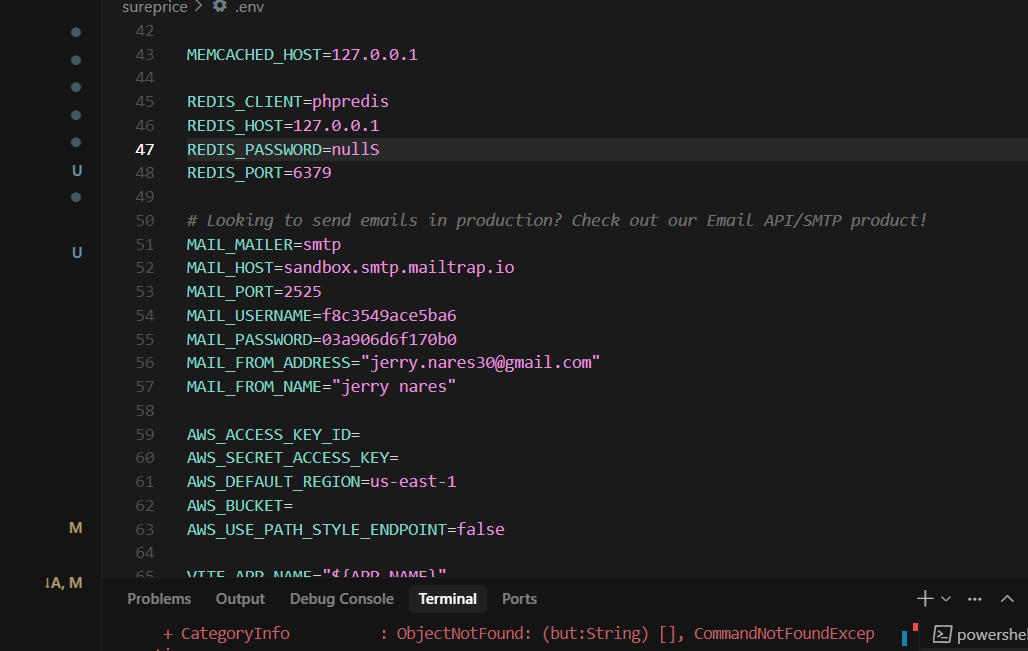 sureprice > .env
42
43 MEMCACHED_HOST=127.0.0.1
44
45 REDIS_CLIENT=phpredis
46 REDIS_HOST=127.0.0.1
47 REDIS_PASSWORD=nullS
48 REDIS_PORT=6379
49
50 # Looking to send emails in production? Check out our Email API/SMTP product!
51 MAIL_MAILER=smtp
52 MAIL_HOST=sandbox.smtp.mailtrap.io
53 MAIL_PORT=2525
54 MAIL_USERNAME=f8c3549ace5ba6
55 MAIL_PASSWORD=03a906d6f170b0
56 MAIL_FROM_ADDRESS="jerry.nares30@gmail.com"
57 MAIL_FROM_NAME="jerry nares"
58
59 AWS_ACCESS_KEY_ID=
60 AWS_SECRET_ACCESS_KEY=
61 AWS_DEFAULT_REGION=us-east-1
62 AWS_BUCKET=
63 AWS_USE_PATH_STYLE_ENDPOINT=false
64
65 VITE_APP_NAME="${APP_NAME}"
U
U
M
↓A, M
Problems Output Debug Console Terminal Ports
+ CategoryInfo : ObjectNotFound: (but:String) [], CommandNotFoundExcep
powershel